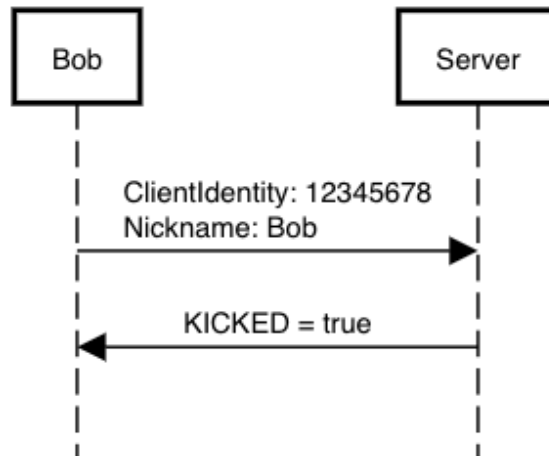 Bob
Server
ClientIdentity: 12345678
Nickname: Bob
KICKED = true